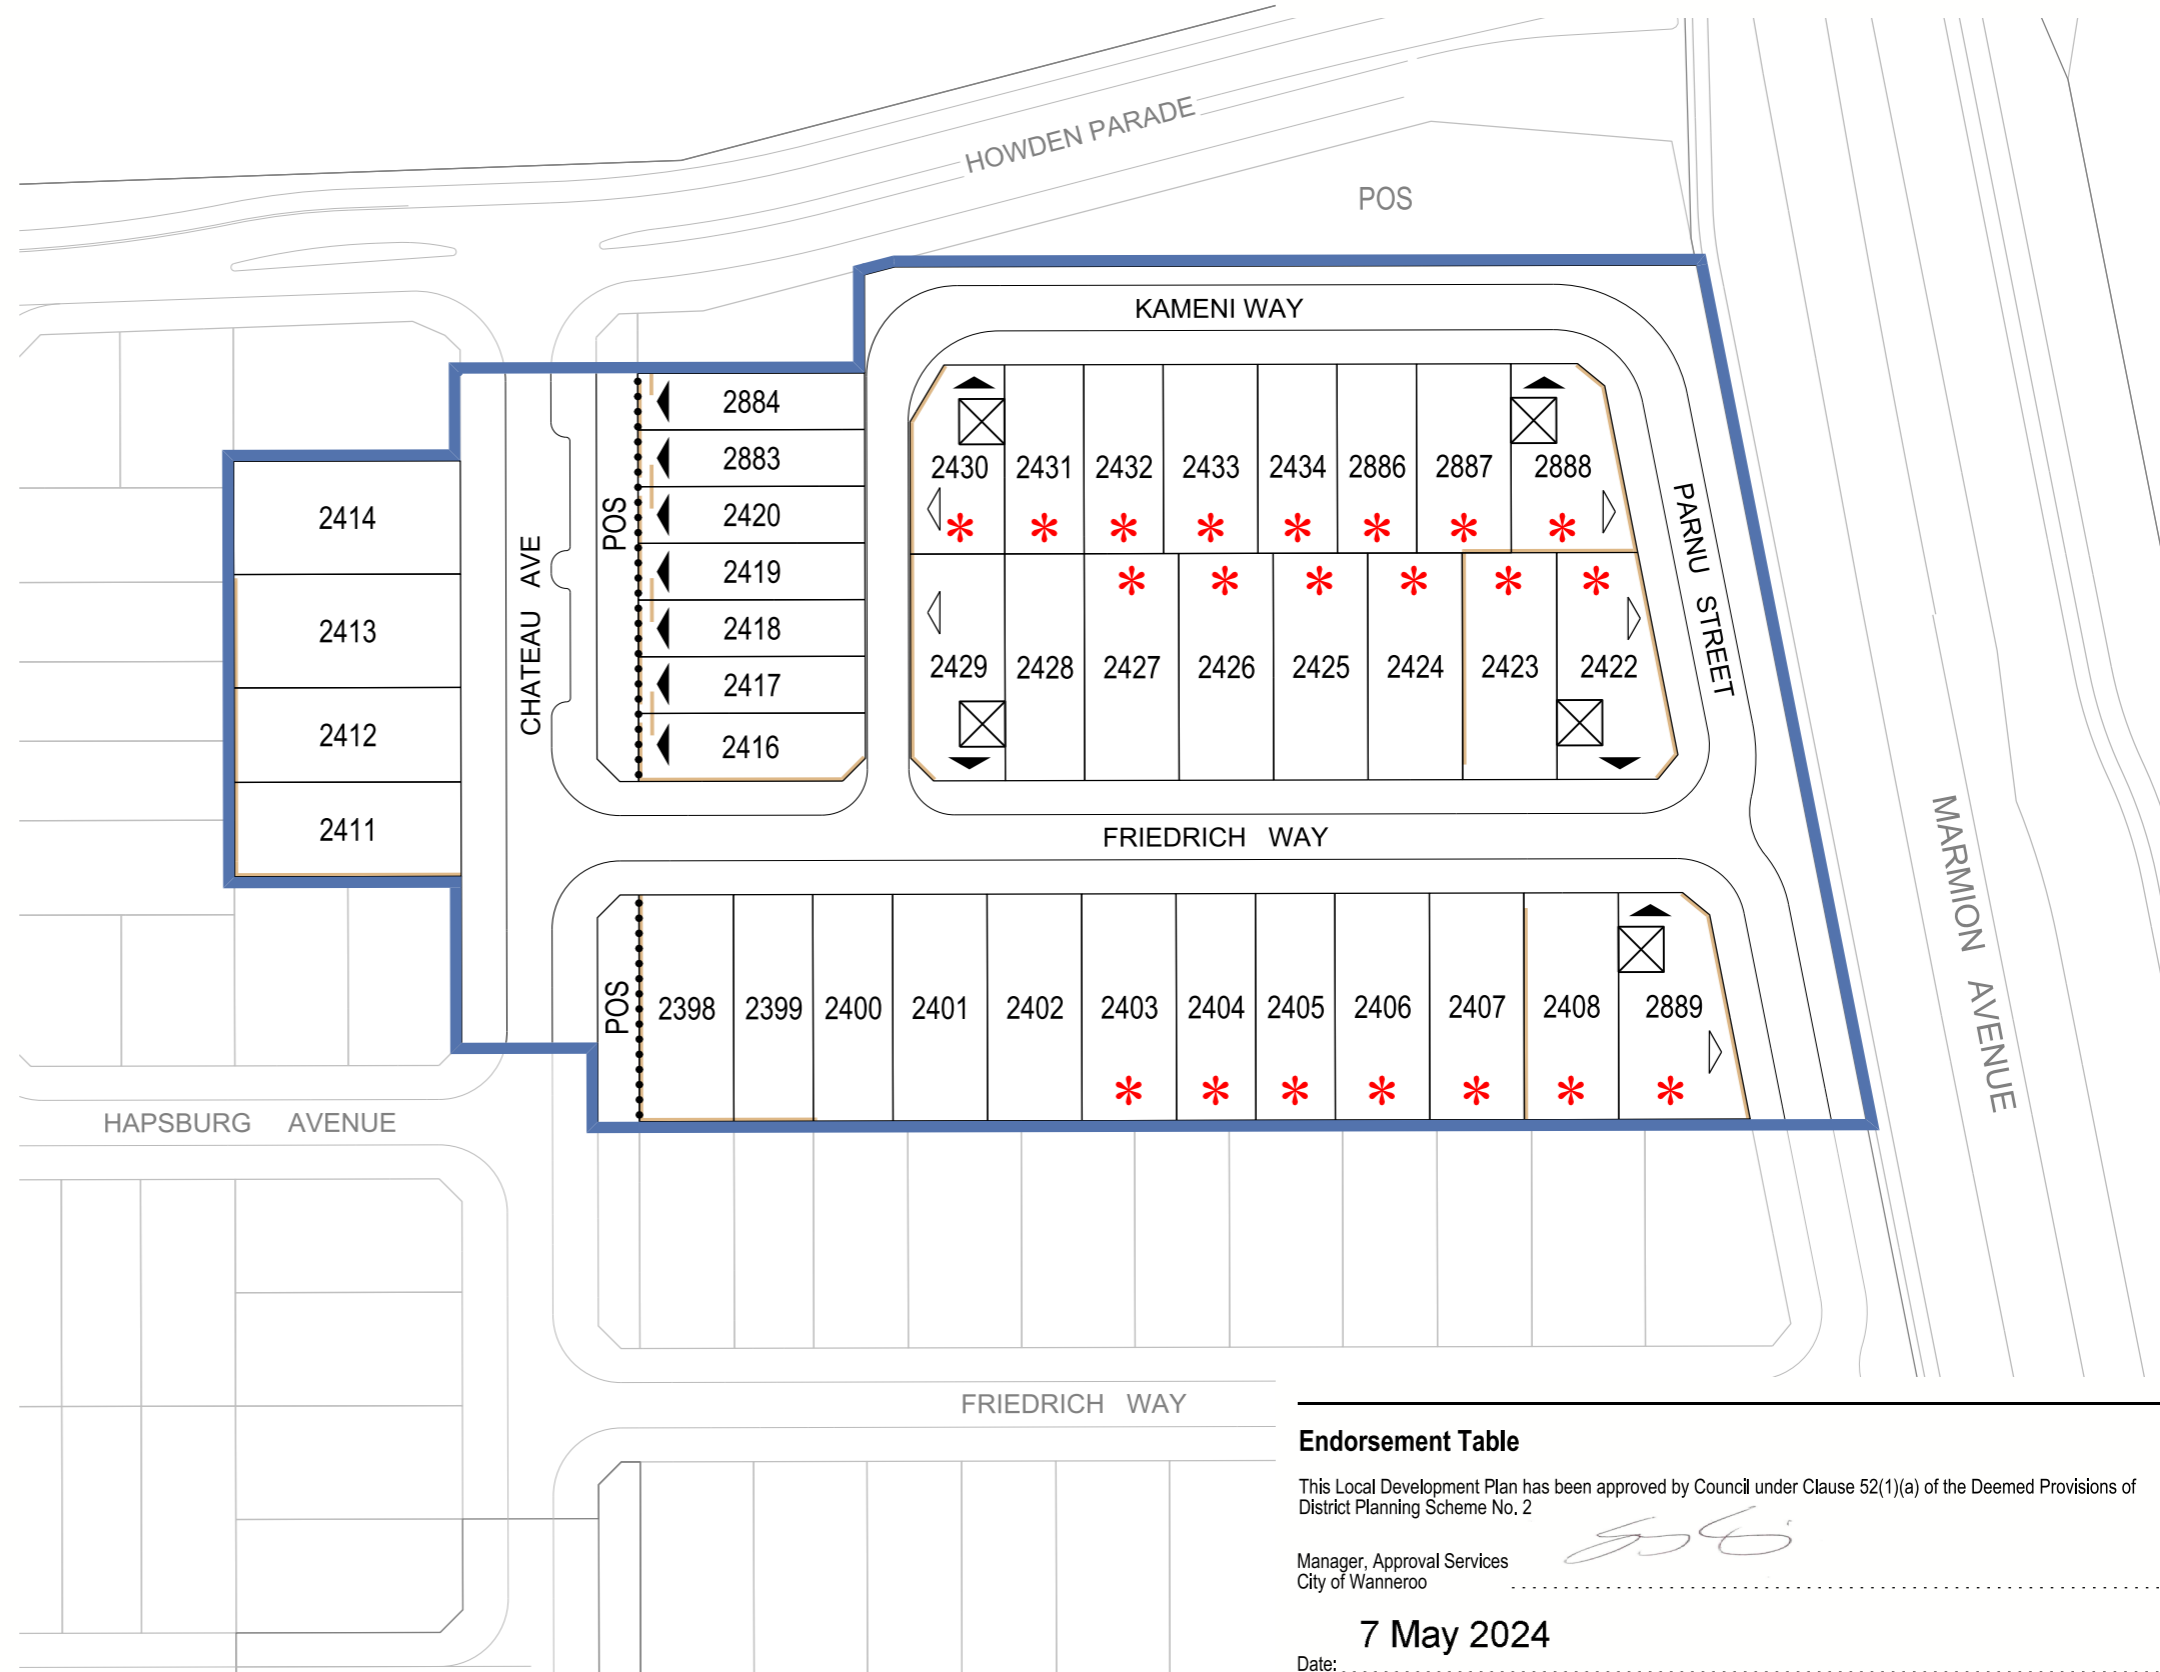 HOWDEN PARADE
POS
KAMENI WAY
2884
2883
2420
2419
2418
2417
2416
POS
CHATEAU AVE
2414
2413
2412
2411
2430
2431
2432
2433
2434
2886
2887
2888
* * * * * * * *
* * * * * *
2429
2428
2427
2426
2425
2424
2423
2422
PARNU STREET
FRIEDRICH WAY
MARMION AVENUE
POS
2398
2399
2400
2401
2402
2403
2404
2405
2406
2407
2408
2889
* * * * * * *
HAPSBURG AVENUE
FRIEDRICH WAY
Endorsement Table
This Local Development Plan has been approved by Council under Clause 52(1)(a) of the Deemed Provisions of
District Planning Scheme No. 2
Manager, Approval Services
City of Wanneroo
7 May 2024
Date: